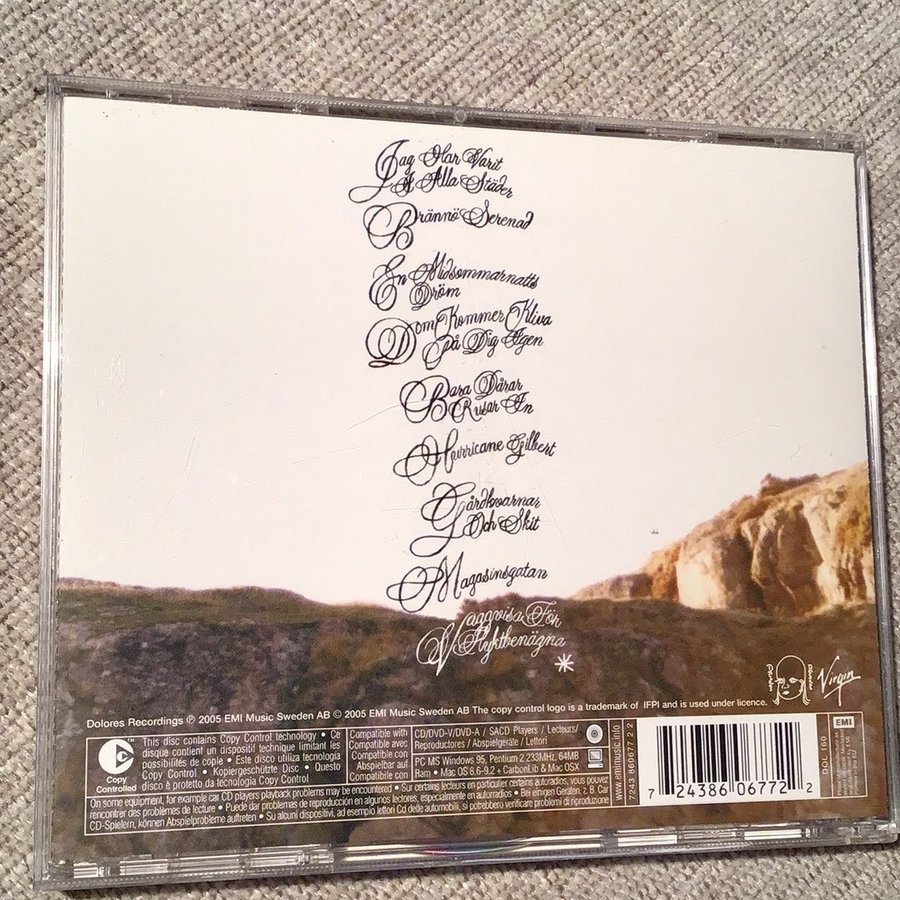 Jag Har Varit
I Alla Städer
Brännö Serenad
En Midsommarnatts
Dröm
Dom Kommer Kliva
På Dig Igen
Bara Dårar
Rusar In
Hurricane Gilbert
Gårdkvarnar
Och Skit
Magasinsgatan
Vaggvisa För
Flyktbenägna
Virgin
Dolores Recordings ℗ 2005 EMI Music Sweden AB © 2005 EMI Music Sweden AB The copy control logo is a trademark of IFPI and is used under licence.
Copy
Controlled
This disc contains Copy Control technology • Ce
disque contient un dispositif technique limitant les
possibilités de copie • Este disco utiliza tecnologia
Copy Control • Kopiergeschützte Disc • Questo
disco è protetto da tecnologia Copy Control
Compatible with
Compatible avec
Compatible con
Abspielbar auf
Compatibile con
CD/DVD-V/DVD-A / SACD Players / Lecteurs/
Reproductores / Abspielgeräte / Lettori
PC MS Windows 95, Pentium 2 233MHz, 64MB
Ram • Mac OS 8.6-9.2 + CarbonLib & Mac OSX
On some equipment, for example car CD players playback problems may be encountered • Sur certains lecteurs en particulier certains autoradios, vous pouvez
rencontrer des problèmes de lecture • Puede dar problemas de reproducción en algunos lectores, especialmente en automóviles • Bei einigen Geräten, z. B. Car
CD-Spielern, können Abspielprobleme auftreten • Su alcuni dispositivi, ad esempio lettori Cd delle automobili, si potrebbero verificare problemi di riproduzione
www.emimusic.info
7243 860677 2 2
7 24386 06772 2
EMI
DOL 160